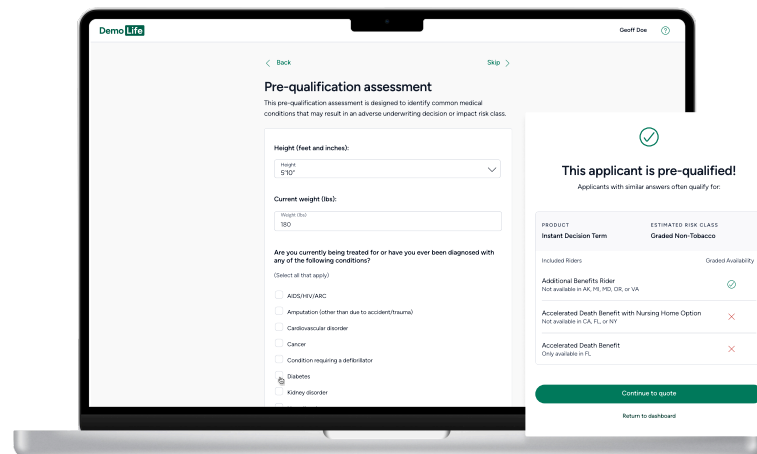 Demo Life
Geoff Doe
Back
Skip
Pre-qualification assessment
This pre-qualification assessment is designed to identify common medical
conditions that may result in an adverse underwriting decision or impact risk class.
Height (feet and inches):
Height
5'10"
Current weight (lbs):
Weight (lbs)
180
Are you currently being treated for or have you ever been diagnosed with
any of the following conditions?
(Select all that apply)
AIDS/HIV/ARC
Amputation (other than due to accident/trauma)
Cardiovascular disorder
Cancer
Condition requiring a defibrillator
Diabetes
Kidney disorder
This applicant is pre-qualified!
Applicants with similar answers often qualify for:
PRODUCT
Instant Decision Term
ESTIMATED RISK CLASS
Graded Non-Tobacco
Included Riders
Graded Availability
Additional Benefits Rider
Not available in AK, MI, MO, OR, or VA
Accelerated Death Benefit with Nursing Home Option
Not available in CA, FL, or NY
Accelerated Death Benefit
Only available in FL
Continue to quote
Return to dashboard